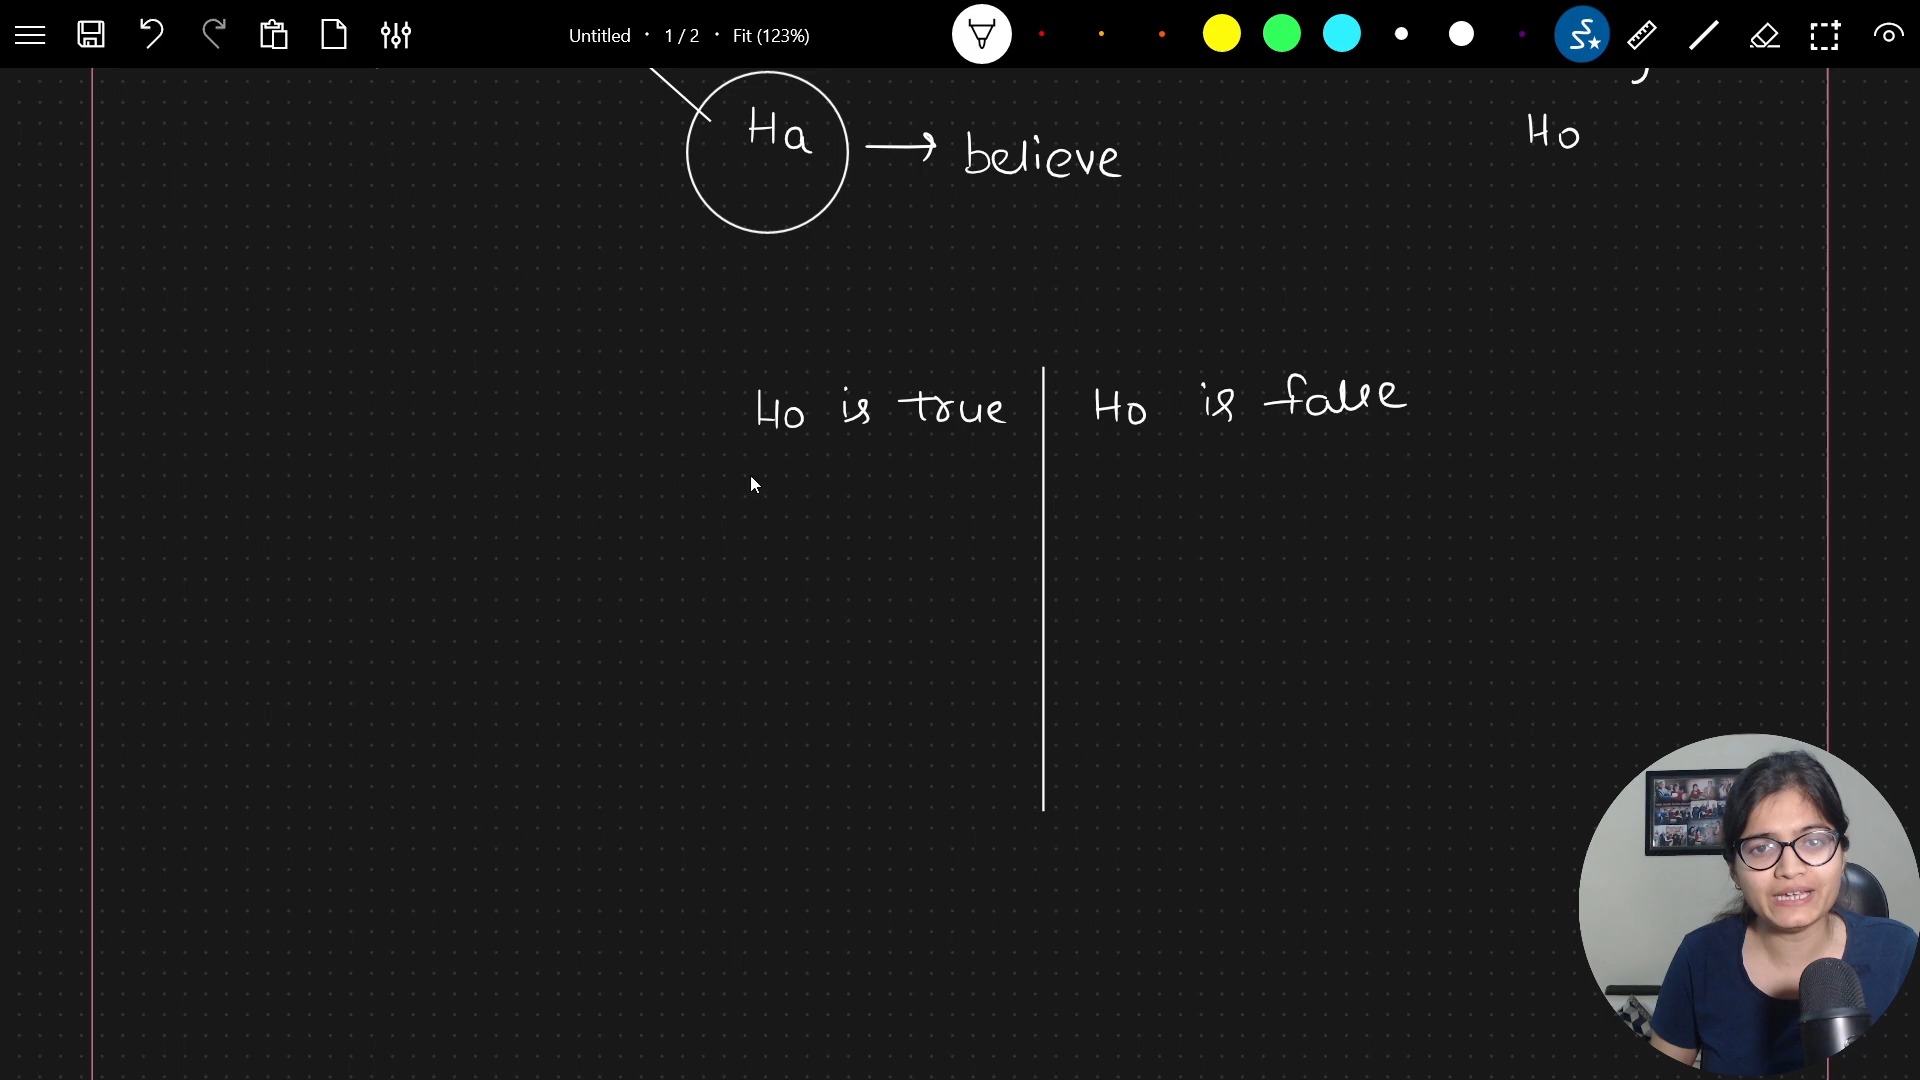 Untitled • 1 / 2 • Fit (123%)
Ha → believe
Ho
Ho is true
Ho is false